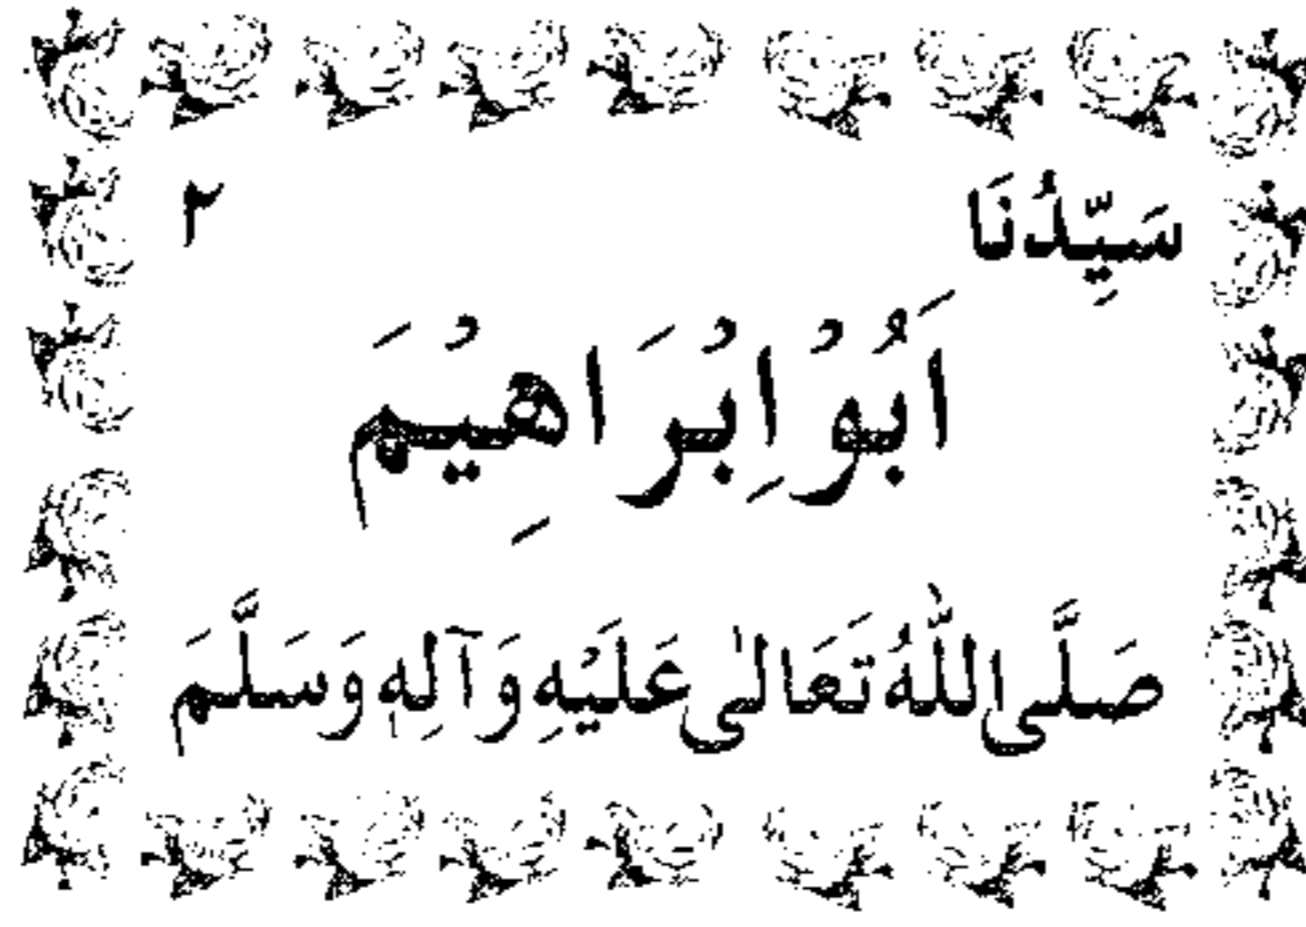 سَيِّدُنَا ٢
اَبُوْ اِبْرَاهِيْمَ
صَلَّى اللّٰهُ تَعَالٰى عَلَيْهِ وَآلِهٖ وَسَلَّمَ